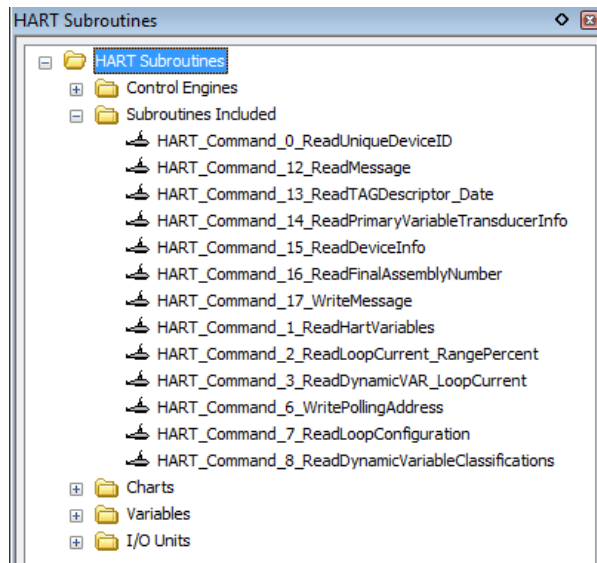 HART Subroutines
HART Subroutines
Control Engines
Subroutines Included
HART_Command_0_ReadUniqueDeviceID
HART_Command_12_ReadMessage
HART_Command_13_ReadTAGDescriptor_Date
HART_Command_14_ReadPrimaryVariableTransducerInfo
HART_Command_15_ReadDeviceInfo
HART_Command_16_ReadFinalAssemblyNumber
HART_Command_17_WriteMessage
HART_Command_1_ReadHartVariables
HART_Command_2_ReadLoopCurrent_RangePercent
HART_Command_3_ReadDynamicVAR_LoopCurrent
HART_Command_6_WritePollingAddress
HART_Command_7_ReadLoopConfiguration
HART_Command_8_ReadDynamicVariableClassifications
Charts
Variables
I/O Units